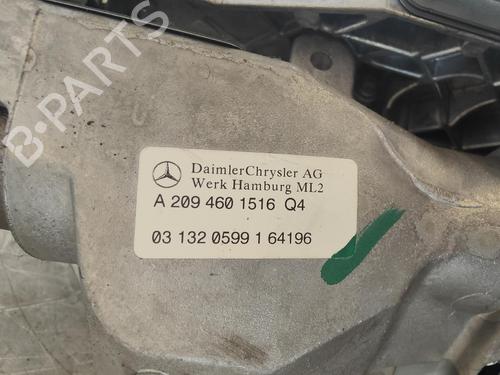 B-PARTS
DaimlerChrysler AG
Werk Hamburg ML2
A 209 460 1516 Q4
03 132 0599 1 64196